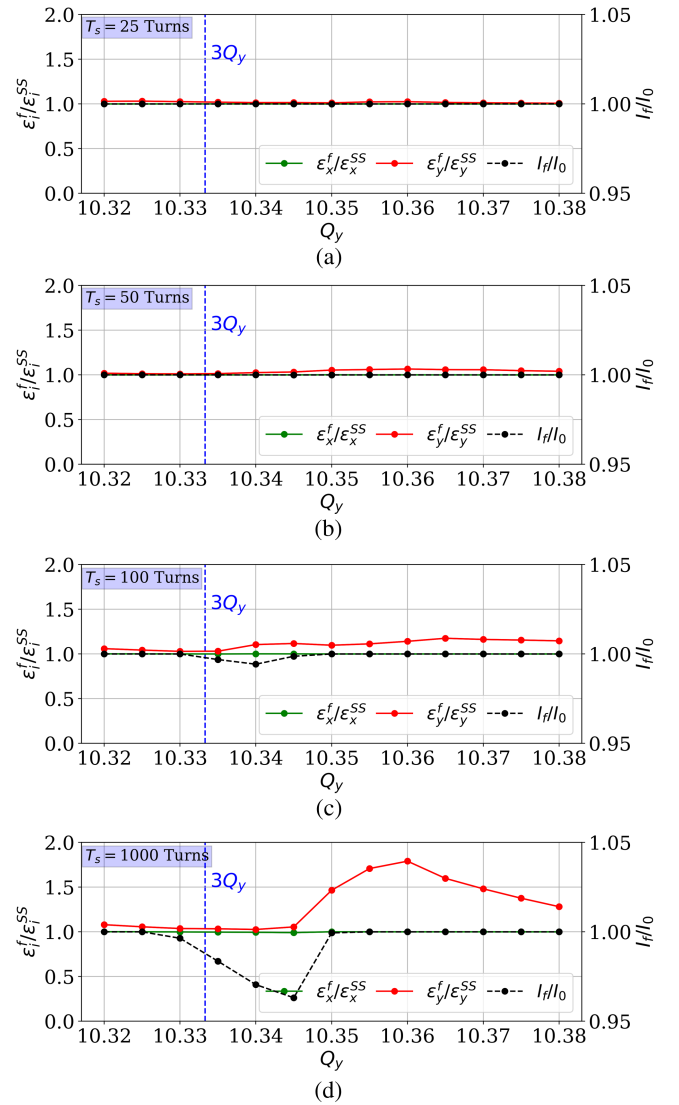 2.0
1.5
1.0
0.5
0.0
ε_i^f/ε_i^SS
T_s = 25 Turns
3Q_y
ε_x^f/ε_x^SS ε_y^f/ε_y^SS I_f/I_0
1.05
1.00
0.95
I_f/I_0
10.32 10.33 10.34 10.35 10.36 10.37 10.38
Q_y
(a)
2.0
1.5
1.0
0.5
0.0
ε_i^f/ε_i^SS
T_s = 50 Turns
3Q_y
ε_x^f/ε_x^SS ε_y^f/ε_y^SS I_f/I_0
1.05
1.00
0.95
I_f/I_0
10.32 10.33 10.34 10.35 10.36 10.37 10.38
Q_y
(b)
2.0
1.5
1.0
0.5
0.0
ε_i^f/ε_i^SS
T_s = 100 Turns
3Q_y
ε_x^f/ε_x^SS ε_y^f/ε_y^SS I_f/I_0
1.05
1.00
0.95
I_f/I_0
10.32 10.33 10.34 10.35 10.36 10.37 10.38
Q_y
(c)
2.0
1.5
1.0
0.5
0.0
ε_i^f/ε_i^SS
T_s = 1000 Turns
3Q_y
ε_x^f/ε_x^SS ε_y^f/ε_y^SS I_f/I_0
1.05
1.00
0.95
I_f/I_0
10.32 10.33 10.34 10.35 10.36 10.37 10.38
Q_y
(d)